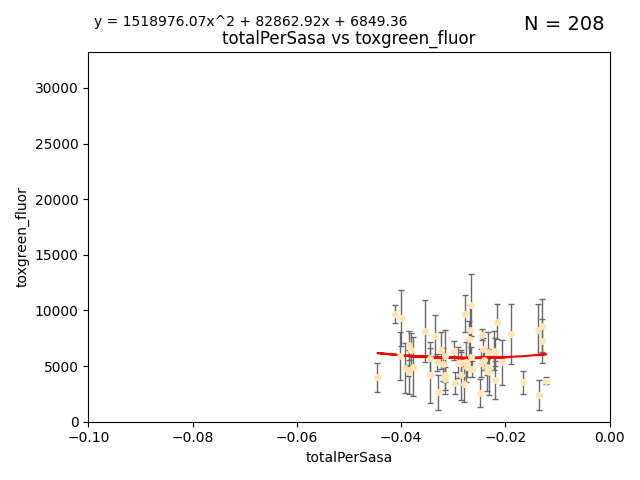 y = 1518976.07x^2 + 82862.92x + 6849.36
N = 208
totalPerSasa vs toxgreen_fluor
30000
25000
20000
15000
10000
5000
0
toxgreen_fluor
−0.10
−0.08
−0.06
−0.04
−0.02
0.00
totalPerSasa